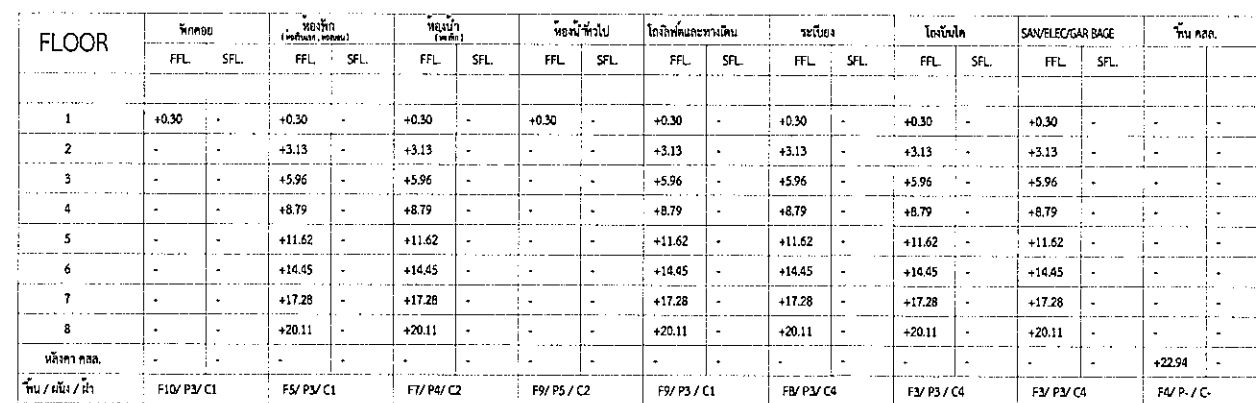 FLOOR พักคอย ห้องพัก ห้องน้ำ ห้องน้ำทั่วไป โถงลิฟต์และทางเดิน ระเบียง โถงบันได SAN/ELEC/GAR BAGE พื้น คสล.
FFL. SFL. FFL. SFL. FFL. SFL. FFL. SFL. FFL. SFL. FFL. SFL. FFL. SFL. FFL. SFL.
1 +0.30 - +0.30 - +0.30 - +0.30 - +0.30 - +0.30 - +0.30 - +0.30 - - -
2 - - +3.13 - +3.13 - - - +3.13 - +3.13 - +3.13 - +3.13 - - -
3 - - +5.96 - +5.96 - - - +5.96 - +5.96 - +5.96 - +5.96 - - -
4 - - +8.79 - +8.79 - - - +8.79 - +8.79 - +8.79 - +8.79 - - -
5 - - +11.62 - +11.62 - - - +11.62 - +11.62 - +11.62 - +11.62 - - -
6 - - +14.45 - +14.45 - - - +14.45 - +14.45 - +14.45 - +14.45 - - -
7 - - +17.28 - +17.28 - - - +17.28 - +17.28 - +17.28 - +17.28 - - -
8 - - +20.11 - +20.11 - - - +20.11 - +20.11 - +20.11 - +20.11 - - -
หลังคา คสล. - - - - - - - - - - - - - - - - +22.94 -
พื้น / ผนัง / ฝ้า F10/ P3/ C1 F5/ P3/ C1 F7/ P4/ C2 F9/ P5 / C2 F9/ P3 / C1 F8/ P3/ C4 F3/ P3 / C4 F3/ P3/ C4 F4/ P- / C-